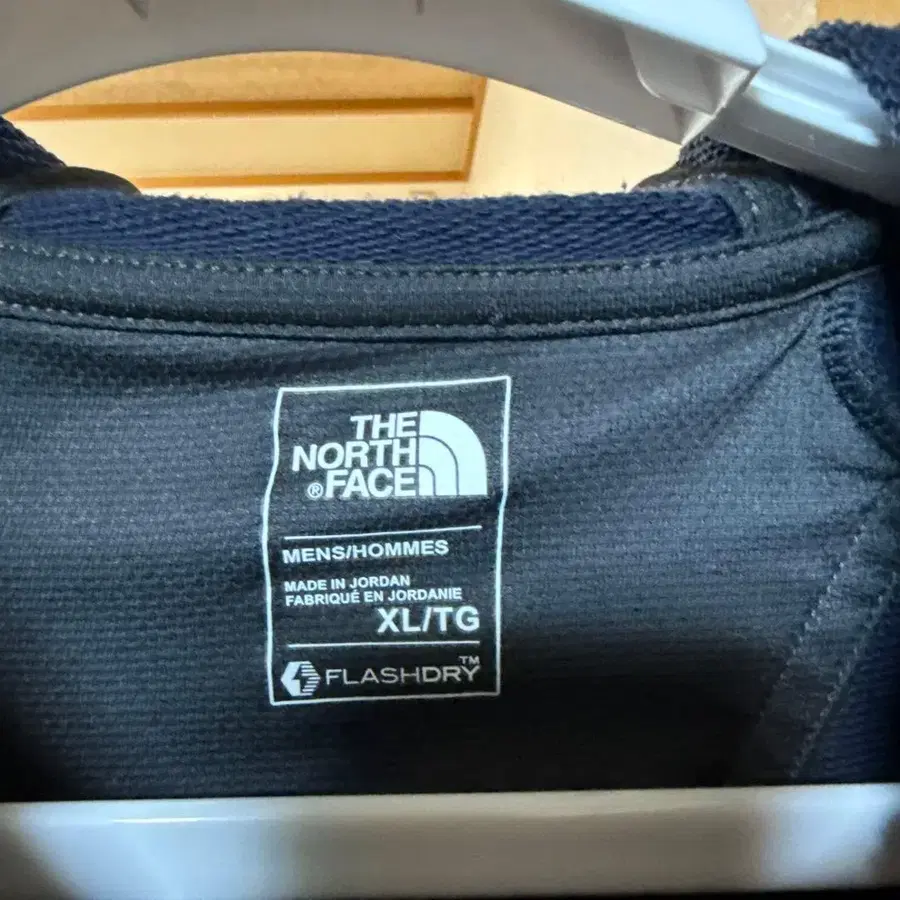 THE
NORTH
®FACE
MENS/HOMMES
MADE IN JORDAN
FABRIQUÉ EN JORDANIE
XL/TG
FLASHDRY™